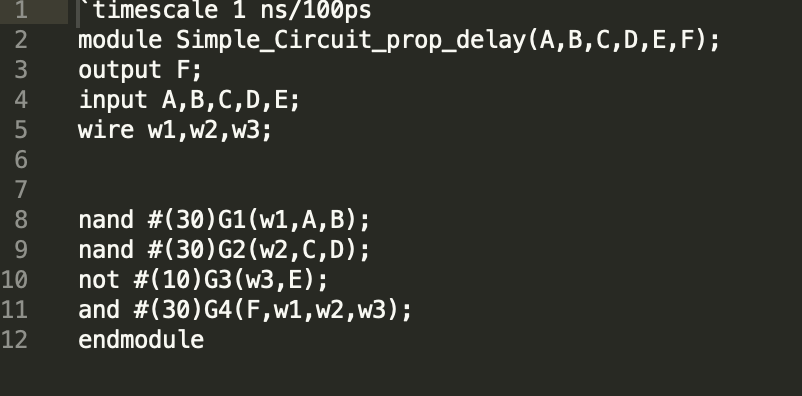 1 `timescale 1 ns/100ps
2 module Simple_Circuit_prop_delay(A,B,C,D,E,F);
3 output F;
4 input A,B,C,D,E;
5 wire w1,w2,w3;
6
7
8 nand #(30)G1(w1,A,B);
9 nand #(30)G2(w2,C,D);
10 not #(10)G3(w3,E);
11 and #(30)G4(F,w1,w2,w3);
12 endmodule